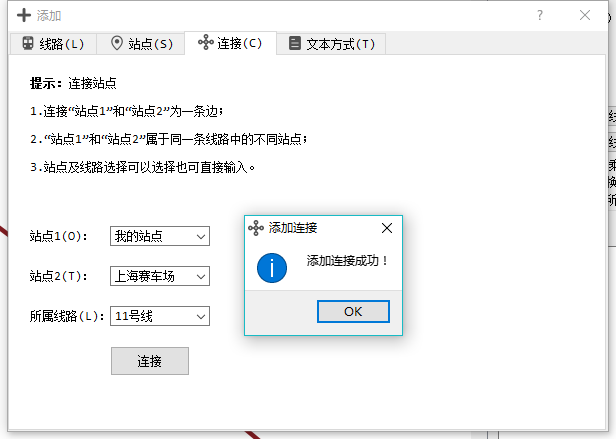 添加
线路(L) 站点(S) 连接(C) 文本方式(T)
提示：连接站点
1.连接“站点1”和“站点2”为一条边；
2.“站点1”和“站点2”属于同一条线路中的不同站点；
3.站点及线路选择可以选择也可直接输入。
站点1(O): 我的站点
站点2(T): 上海赛车场
所属线路(L): 11号线
连接
添加连接
添加连接成功！
OK